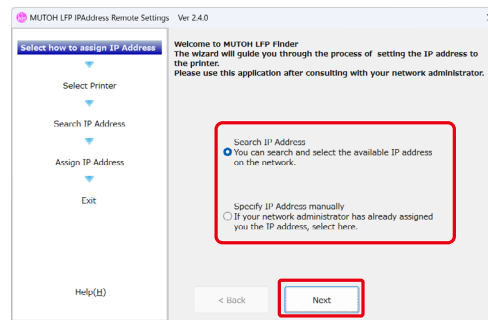 MUTOH LFP IPAddress Remote Settings Ver 2.4.0
Select how to assign IP Address
Select Printer
Search IP Address
Assign IP Address
Exit
Help(H)
Welcome to MUTOH LFP Finder
The wizard will guide you through the process of setting the IP address to
the printer.
Please use this application after consulting with your network administrator.
Search IP Address
You can search and select the available IP address
on the network.
Specify IP Address manually
If your network administrator has already assigned
you the IP address, select here.
< Back
Next